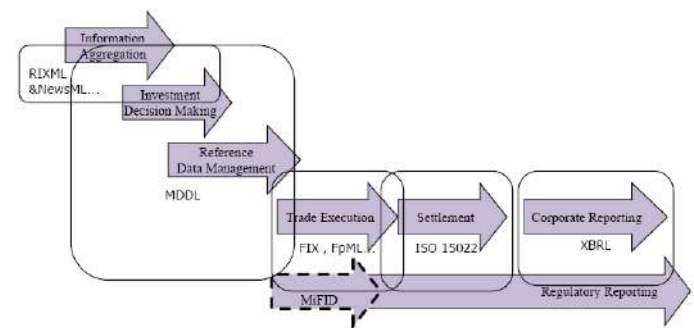 Information
Aggregation
RIXML
&NewsML...
Investment
Decision Making
Reference
Data Management
MDDL
Trade Execution
Settlement
Corporate Reporting
FIX , FpML...
ISO 15022
XBRL
MiFID
Regulatory Reporting